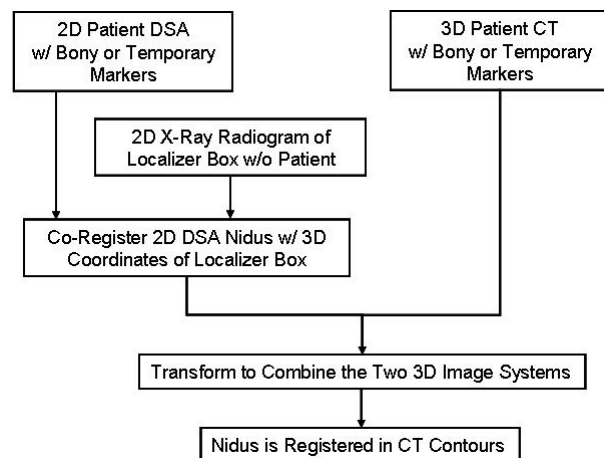 2D Patient DSA
w/ Bony or Temporary
Markers
3D Patient CT
w/ Bony or Temporary
Markers
2D X-Ray Radiogram of
Localizer Box w/o Patient
Co-Register 2D DSA Nidus w/ 3D
Coordinates of Localizer Box
Transform to Combine the Two 3D Image Systems
Nidus is Registered in CT Contours